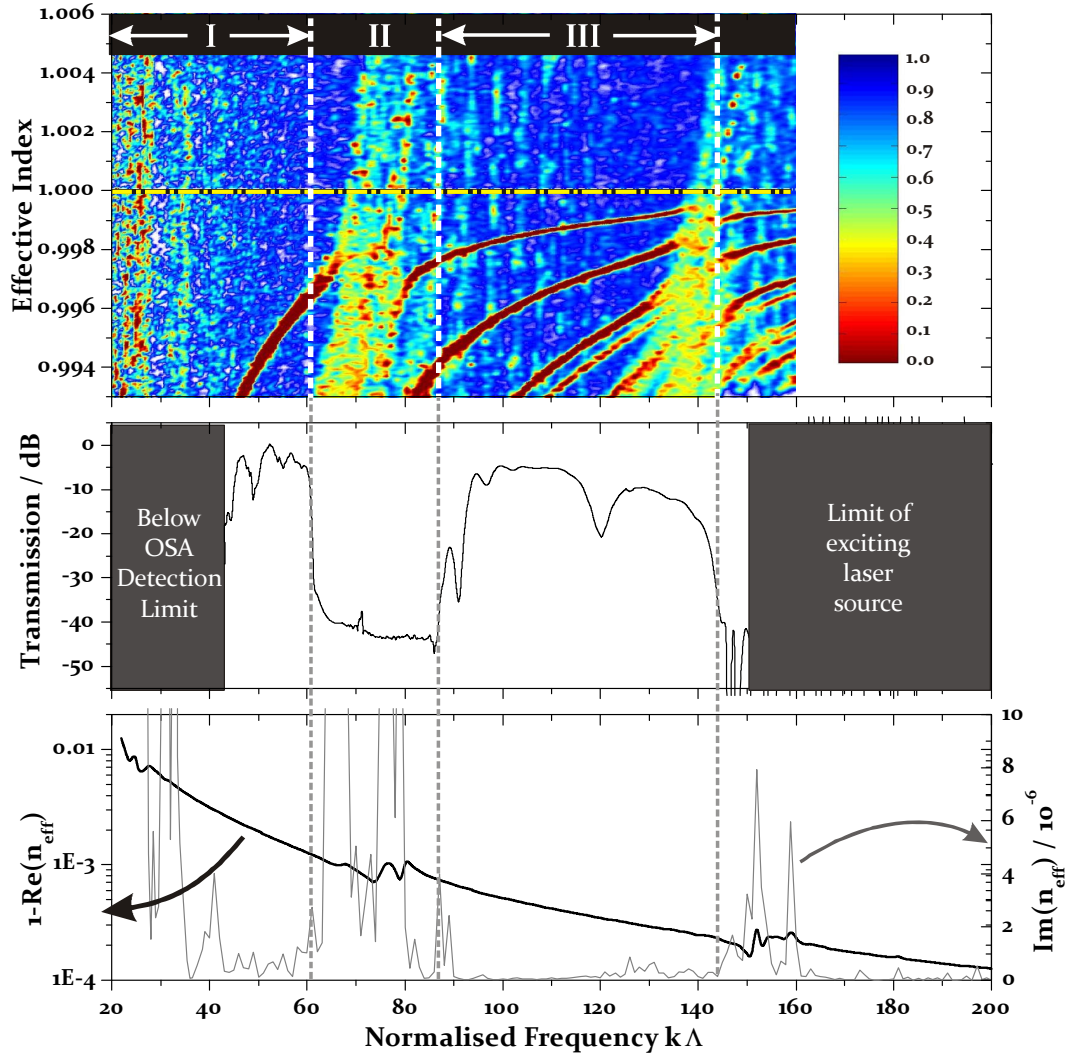 1.006
1.004
1.002
1.000
0.998
0.996
0.994
Effective Index
I
II
III
1.0
0.9
0.8
0.7
0.6
0.5
0.4
0.3
0.2
0.1
0.0
0
-10
-20
-30
-40
-50
Transmission / dB
Below
OSA
Detection
Limit
Limit of
exciting
laser
source
0.01
1E-3
1E-4
1-Re(n_eff)
10
8
6
4
2
0
Im(n_eff) / 10^-6
20 40 60 80 100 120 140 160 180 200
Normalised Frequency k Λ